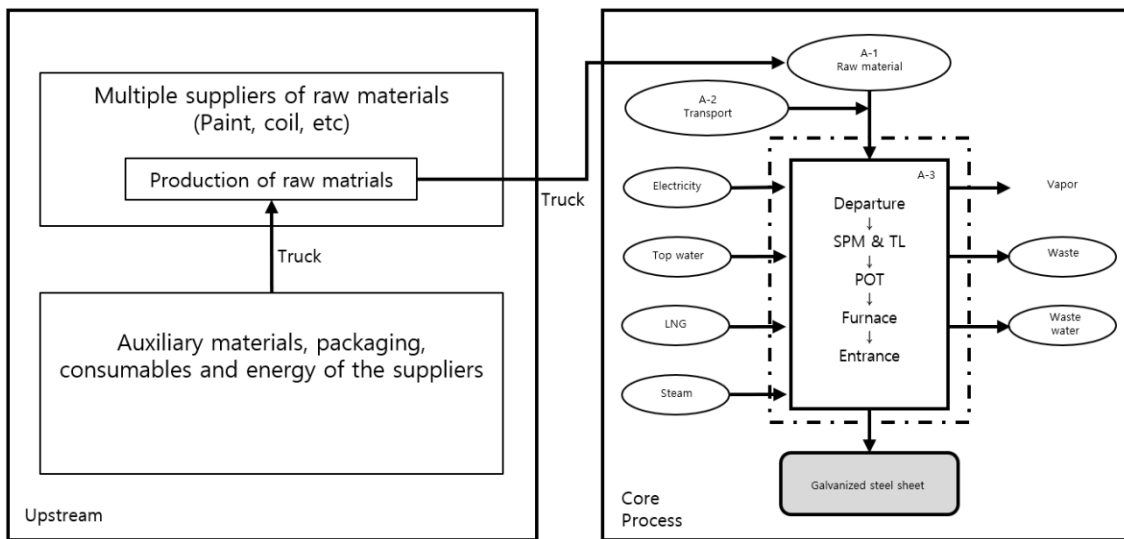 Multiple suppliers of raw materials
(Paint, coil, etc)
Production of raw matrials
Truck
Auxiliary materials, packaging,
consumables and energy of the suppliers
Upstream
Truck
A-1
Raw material
A-2
Transport
Electricity
Top water
LNG
Steam
A-3
Departure
↓
SPM & TL
↓
POT
↓
Furnace
↓
Entrance
Vapor
Waste
Waste
water
Galvanized steel sheet
Core
Process